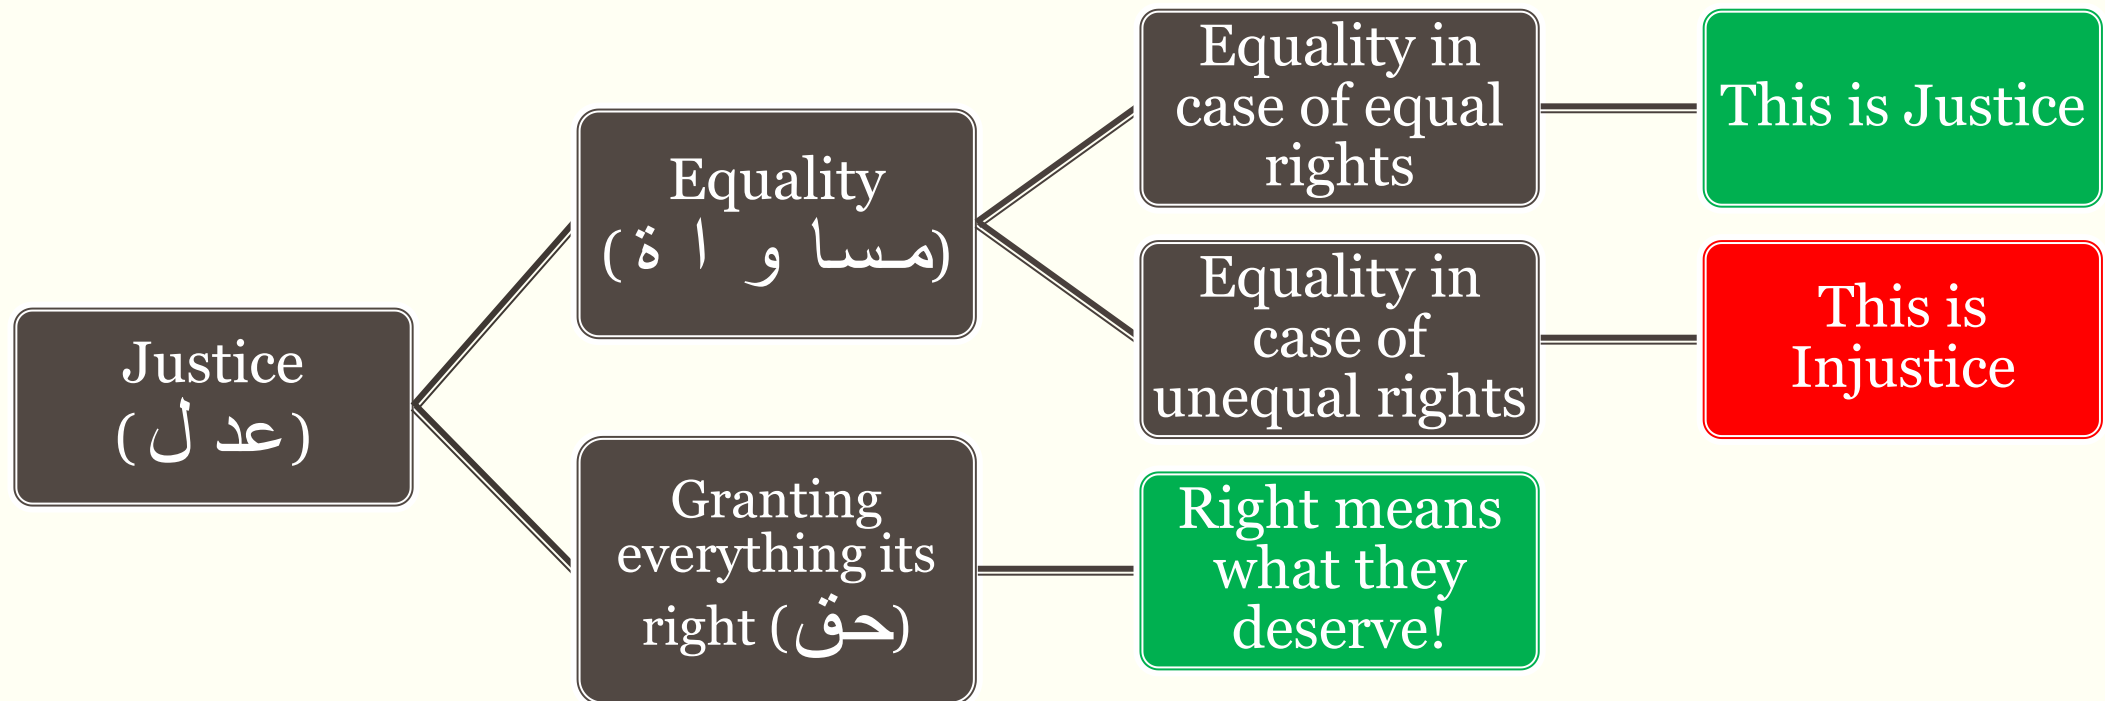 Justice
(عدل)
Equality
(مساواة)
Granting
everything its
right (حق)
Equality in
case of equal
rights
Equality in
case of
unequal rights
Right means
what they
deserve!
This is Justice
This is
Injustice